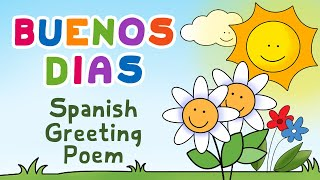 BUENOS
DIAS
Spanish
Greeting
Poem